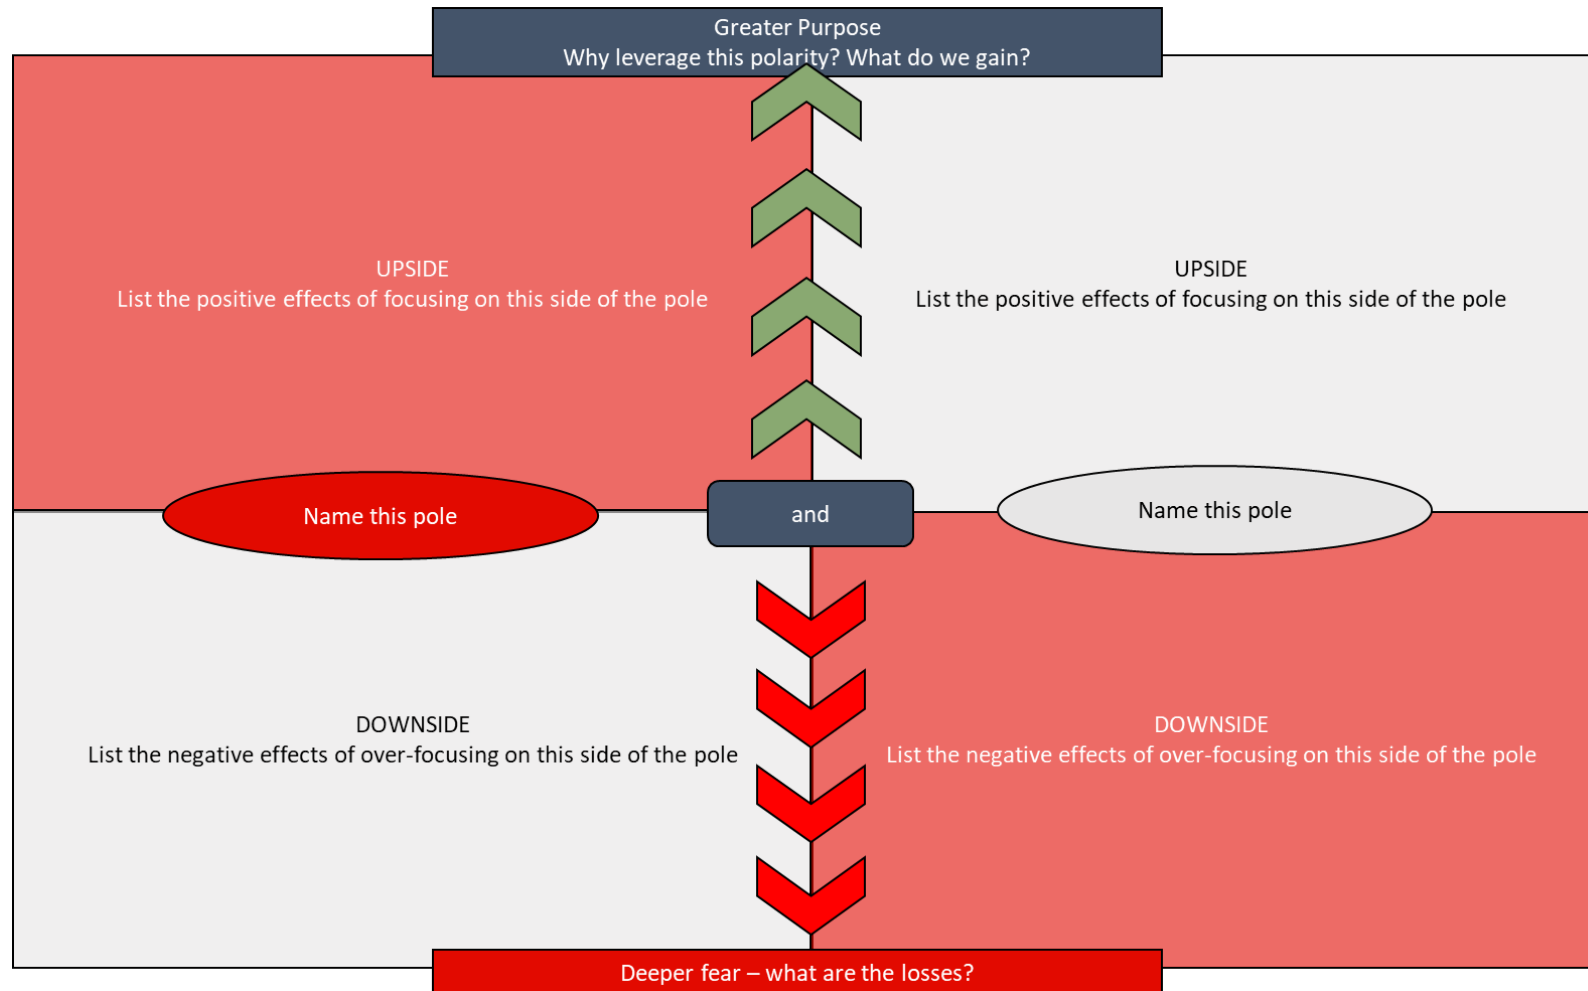 Greater Purpose
Why leverage this polarity? What do we gain?
UPSIDE
List the positive effects of focusing on this side of the pole
UPSIDE
List the positive effects of focusing on this side of the pole
Name this pole
and
Name this pole
DOWNSIDE
List the negative effects of over-focusing on this side of the pole
DOWNSIDE
List the negative effects of over-focusing on this side of the pole
Deeper fear – what are the losses?